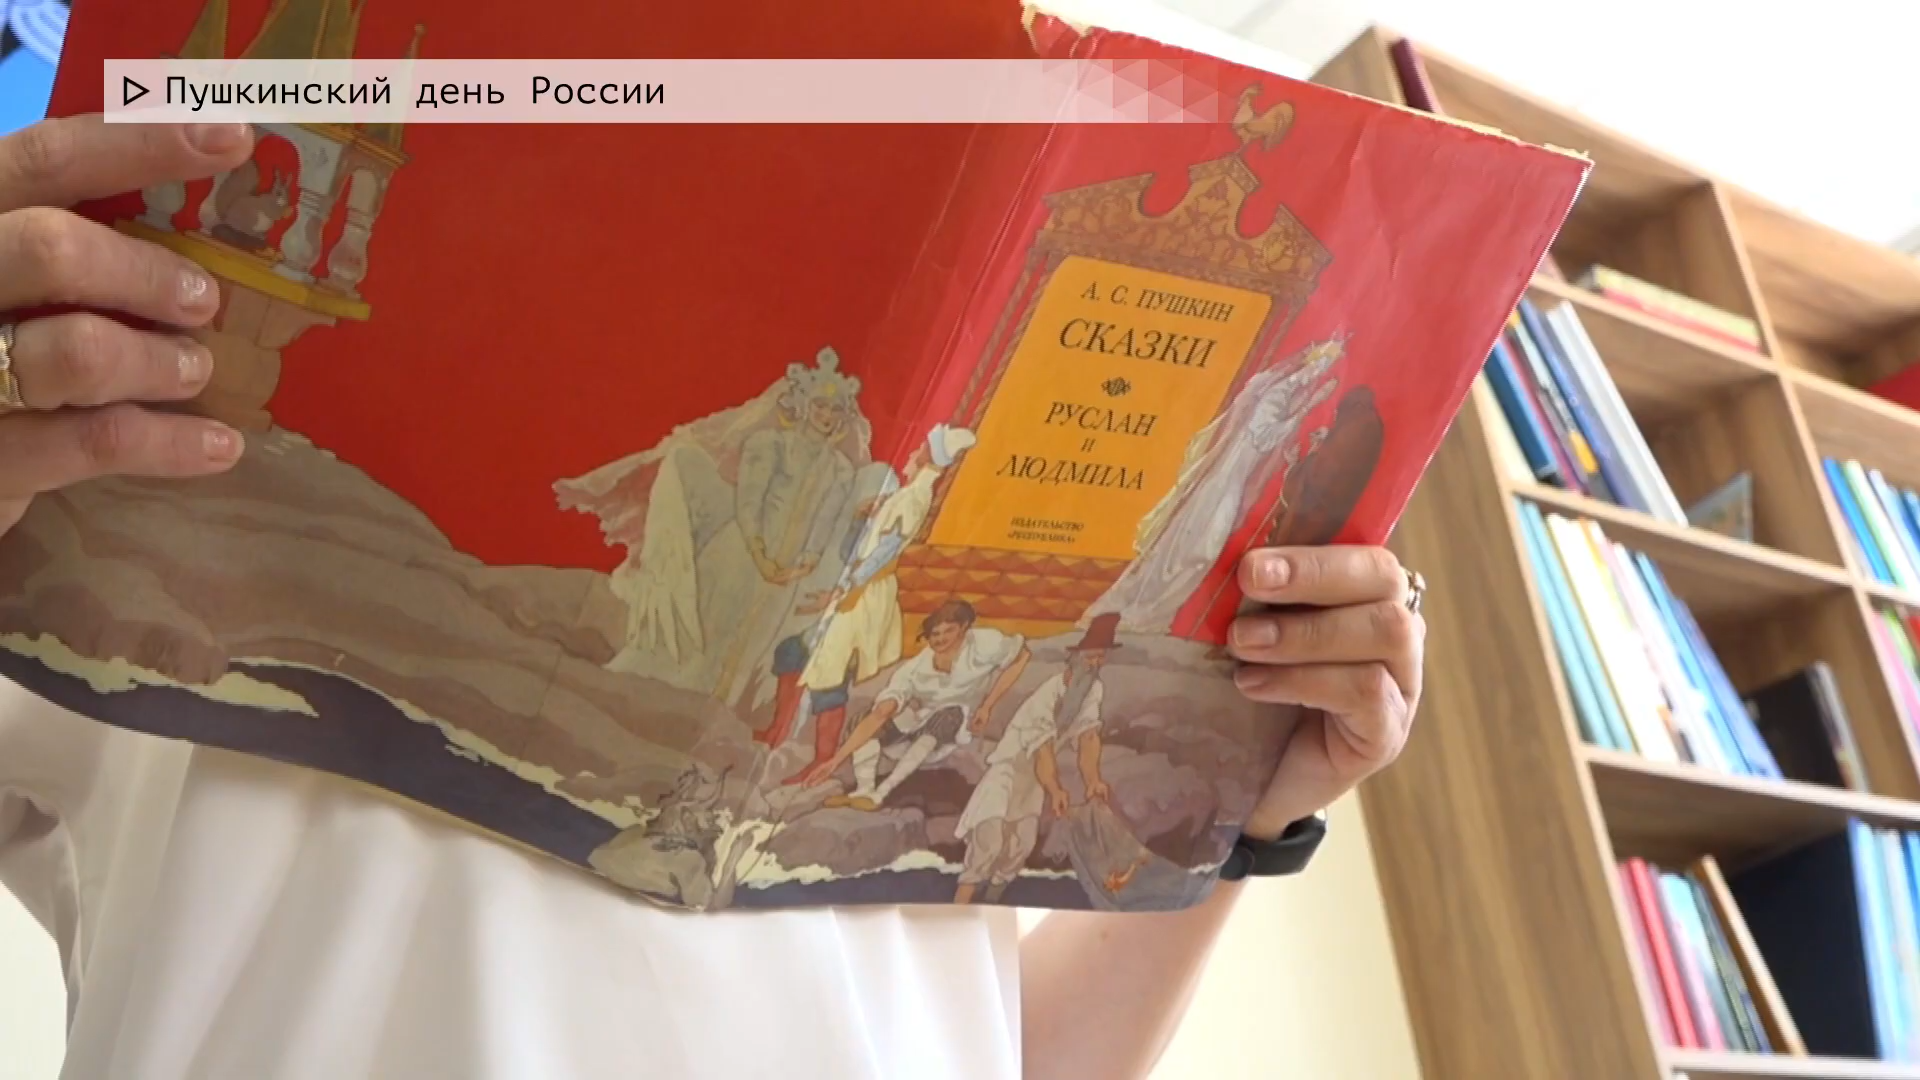 Пушкинский день России
А. С. ПУШКИН
СКАЗКИ
РУСЛАН
И
ЛЮДМИЛА
ИЗДАТЕЛЬСТВО
«РЕСПУБЛИКА»